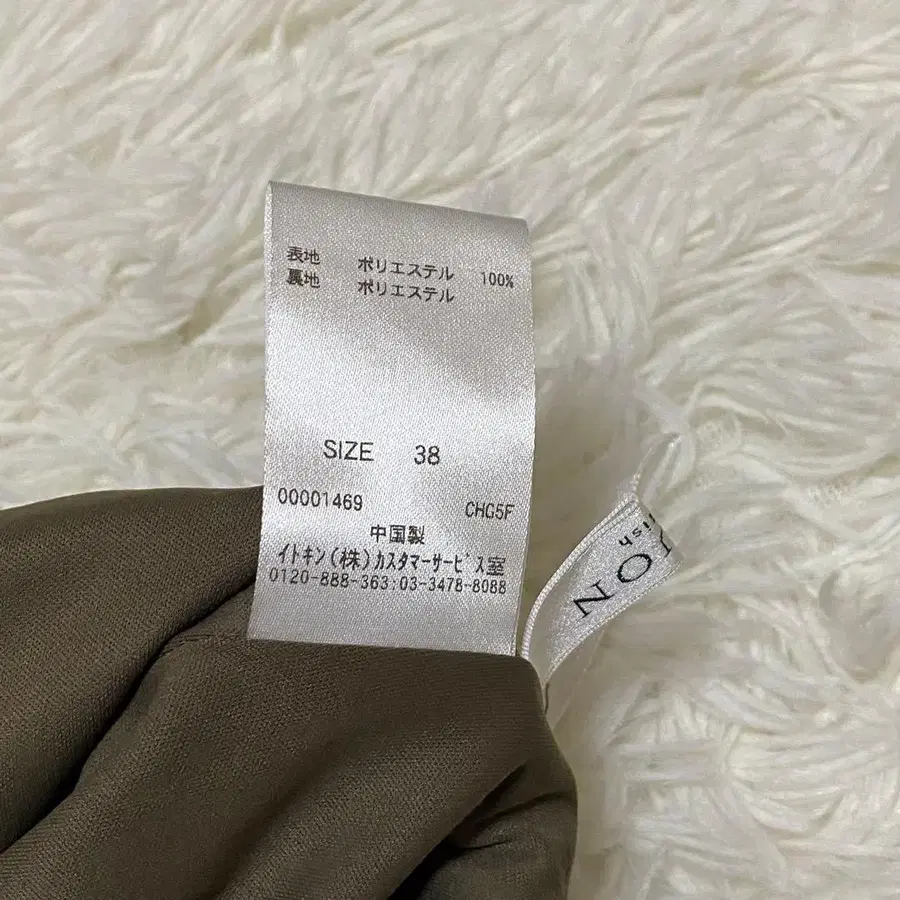 表地 ポリエステル 100%
裏地 ポリエステル
SIZE 38
00001469 CHG5F
中国製
イトキン(株)カスタマーサービス室
0120-888-363:03-3478-8088